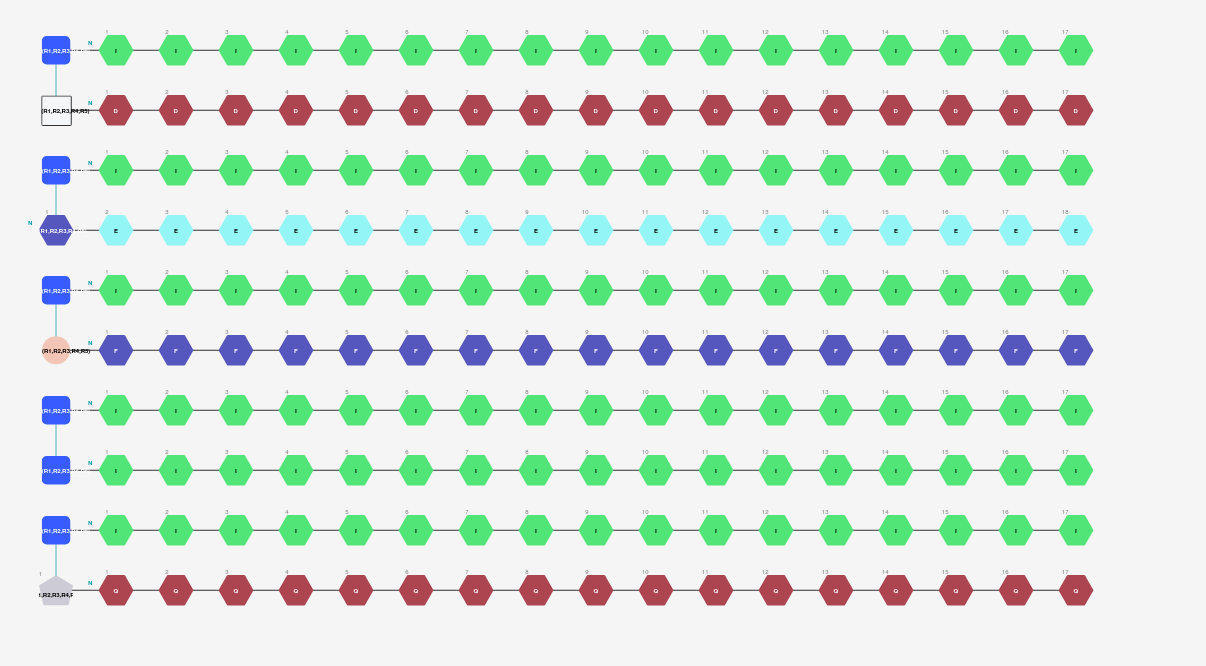 N 1 2 3 4 5 6 7 8 9 10 11 12 13 14 15 16 17
(R1,R2,R3 I I I I I I I I I I I I I I I I I
N 1 2 3 4 5 6 7 8 9 10 11 12 13 14 15 16 17
(R1,R2,R3,R4,R5) D D D D D D D D D D D D D D D D D
N 1 2 3 4 5 6 7 8 9 10 11 12 13 14 15 16 17
(R1,R2,R3 I I I I I I I I I I I I I I I I I
N 1 2 3 4 5 6 7 8 9 10 11 12 13 14 15 16 17 18
R1,R2,R3,R E E E E E E E E E E E E E E E E E
N 1 2 3 4 5 6 7 8 9 10 11 12 13 14 15 16 17
(R1,R2,R3 I I I I I I I I I I I I I I I I I
N 1 2 3 4 5 6 7 8 9 10 11 12 13 14 15 16 17
(R1,R2,R3,R4,R5) F F F F F F F F F F F F F F F F F
N 1 2 3 4 5 6 7 8 9 10 11 12 13 14 15 16 17
(R1,R2,R3 I I I I I I I I I I I I I I I I I
N 1 2 3 4 5 6 7 8 9 10 11 12 13 14 15 16 17
(R1,R2,R3 I I I I I I I I I I I I I I I I I
N 1 2 3 4 5 6 7 8 9 10 11 12 13 14 15 16 17
(R1,R2,R3 I I I I I I I I I I I I I I I I I
1 N 1 2 3 4 5 6 7 8 9 10 11 12 13 14 15 16 17
,R2,R3,R4,F Q Q Q Q Q Q Q Q Q Q Q Q Q Q Q Q Q